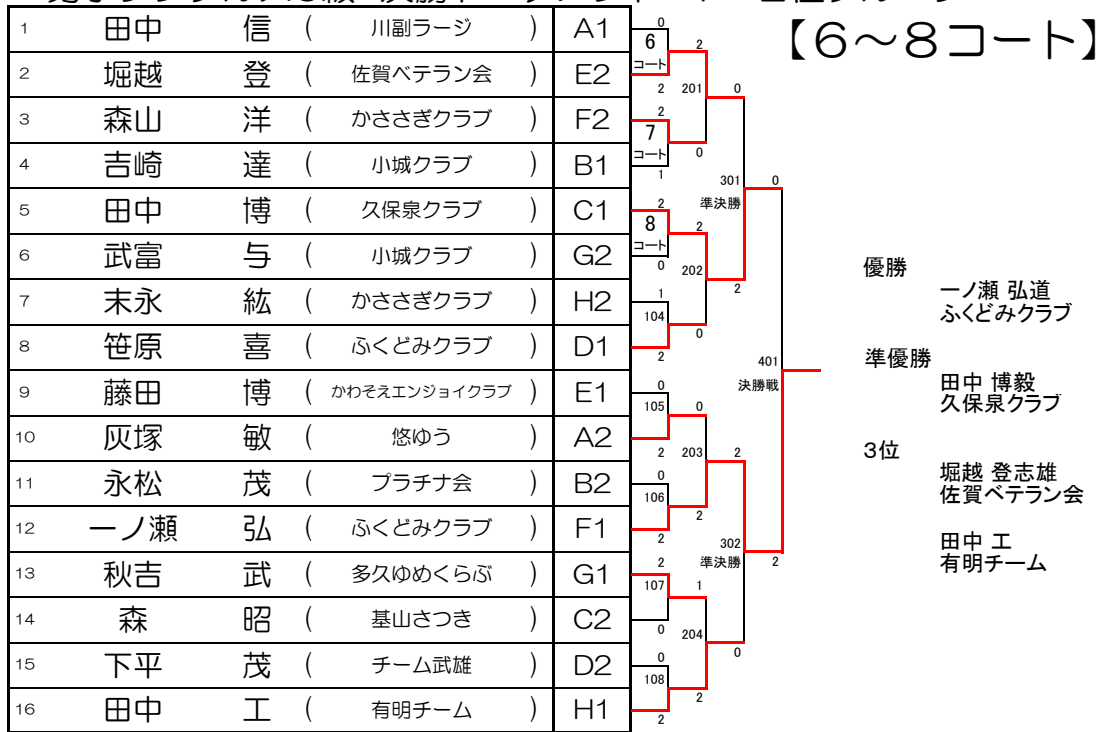 【6～8コート】
1 田中 信 ( 川副ラージ ) A1
2 堀越 登 ( 佐賀ベテラン会 ) E2
3 森山 洋 ( かささぎクラブ ) F2
4 吉崎 達 ( 小城クラブ ) B1
5 田中 博 ( 久保泉クラブ ) C1
6 武富 与 ( 小城クラブ ) G2
7 末永 紘 ( かささぎクラブ ) H2
8 笹原 喜 ( ふくどみクラブ ) D1
9 藤田 博 ( かわそえエンジョイクラブ ) E1
10 灰塚 敏 ( 悠ゆう ) A2
11 永松 茂 ( プラチナ会 ) B2
12 一ノ瀬 弘 ( ふくどみクラブ ) F1
13 秋吉 武 ( 多久ゆめくらぶ ) G1
14 森 昭 ( 基山さつき ) C2
15 下平 茂 ( チーム武雄 ) D2
16 田中 工 ( 有明チーム ) H1
0
6
コート
2
2
7
コート
1
2
8
コート
0
1
104
2
0
105
2
0
106
2
2
107
0
0
108
2
2
201
0
2
202
0
0
203
2
1
204
2
0
301
準決勝
2
2
302
準決勝
0
0
401
決勝戦
2
優勝
一ノ瀬 弘道
ふくどみクラブ
準優勝
田中 博毅
久保泉クラブ
3位
堀越 登志雄
佐賀ベテラン会
田中 工
有明チーム